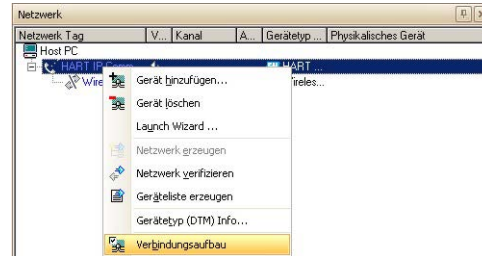 Netzwerk
Netzwerk Tag V... Kanal A... Gerätetyp ... Physikalisches Gerät
Host PC
HART IP Comm HART ...
Wire ireles...
Gerät hinzufügen...
Gerät löschen
Launch Wizard ...
Netzwerk erzeugen
Netzwerk verifizieren
Geräteliste erzeugen
Gerätetyp (DTM) Info...
Verbindungsaufbau